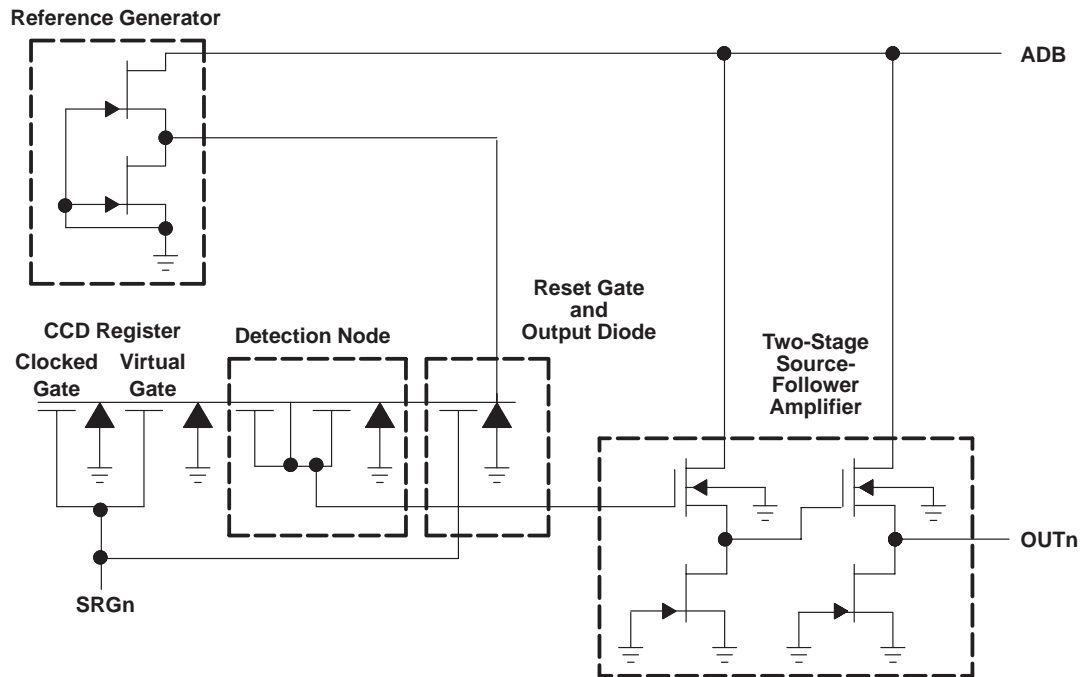 Reference Generator
ADB
Reset Gate
and
Output Diode
CCD Register
Clocked
Gate
Virtual
Gate
Detection Node
Two-Stage
Source-
Follower
Amplifier
OUTn
SRGn